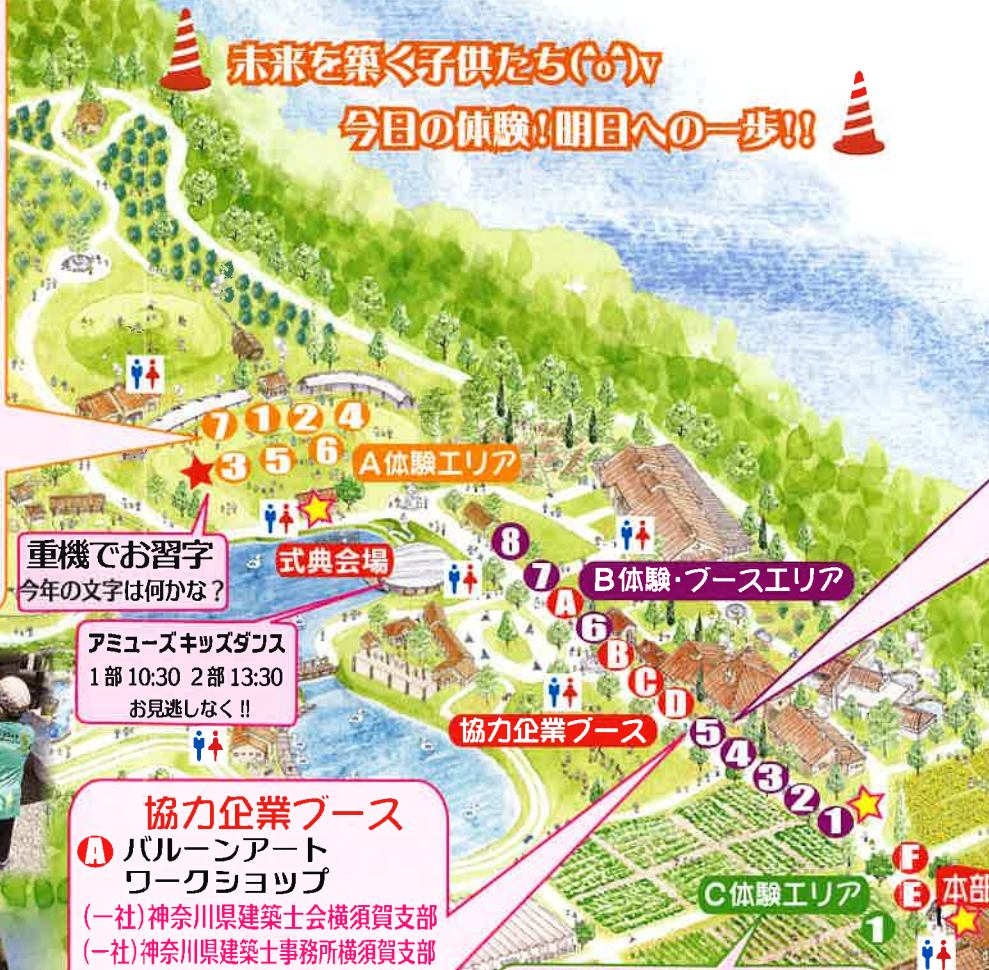 未来を築く子供たち(^o^)v
今日の体験!明日への一歩!!
7 1 2 4
3 5 6
A体験エリア
重機でお習字
今年の文字は何かな?
式典会場
アミューズキッズダンス
1部 10:30 2部 13:30
お見逃しなく!!
8
7
B体験・ブースエリア
A
6
B
C
D
協力企業ブース
5
4
3
2
1
協力企業ブース
A バルーンアート
ワークショップ
(一社)神奈川県建築士会横須賀支部
(一社)神奈川県建築士事務所横須賀支部
F
E
本部
C体験エリア
1